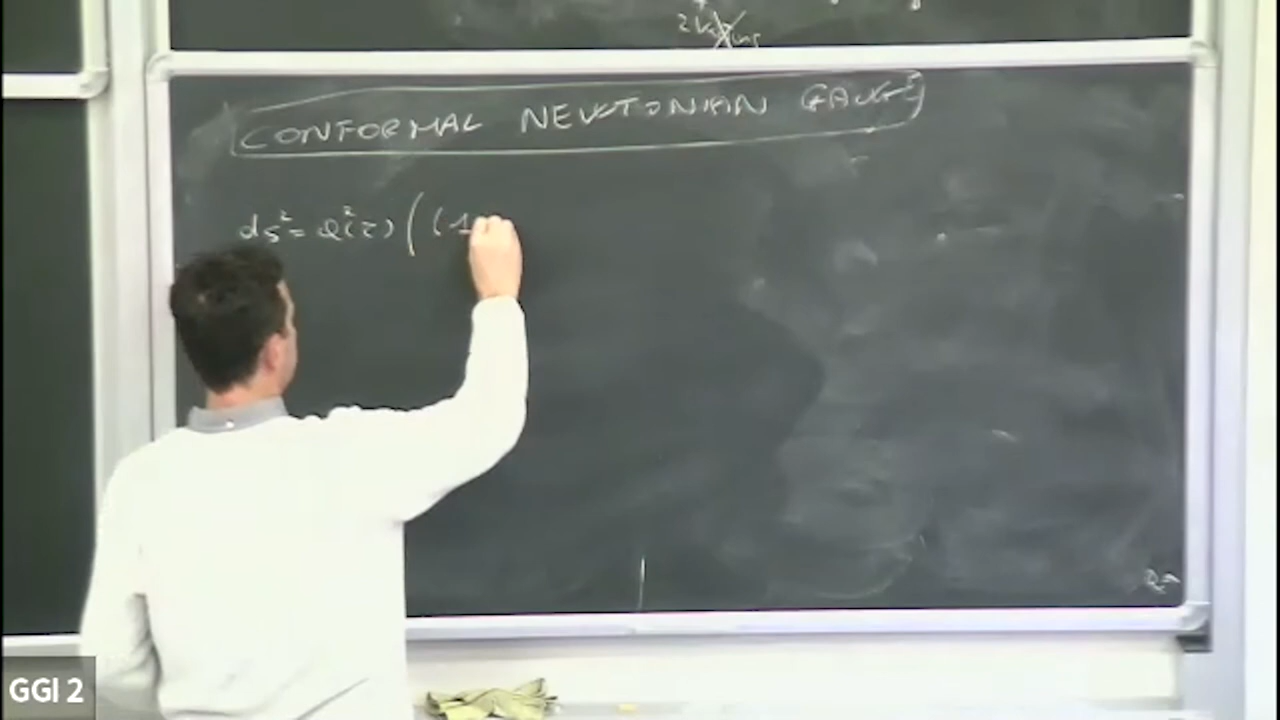 CONFORMAL NEWTONIAN GAUGE
ds² = a²(τ) ( (1
GGI 2